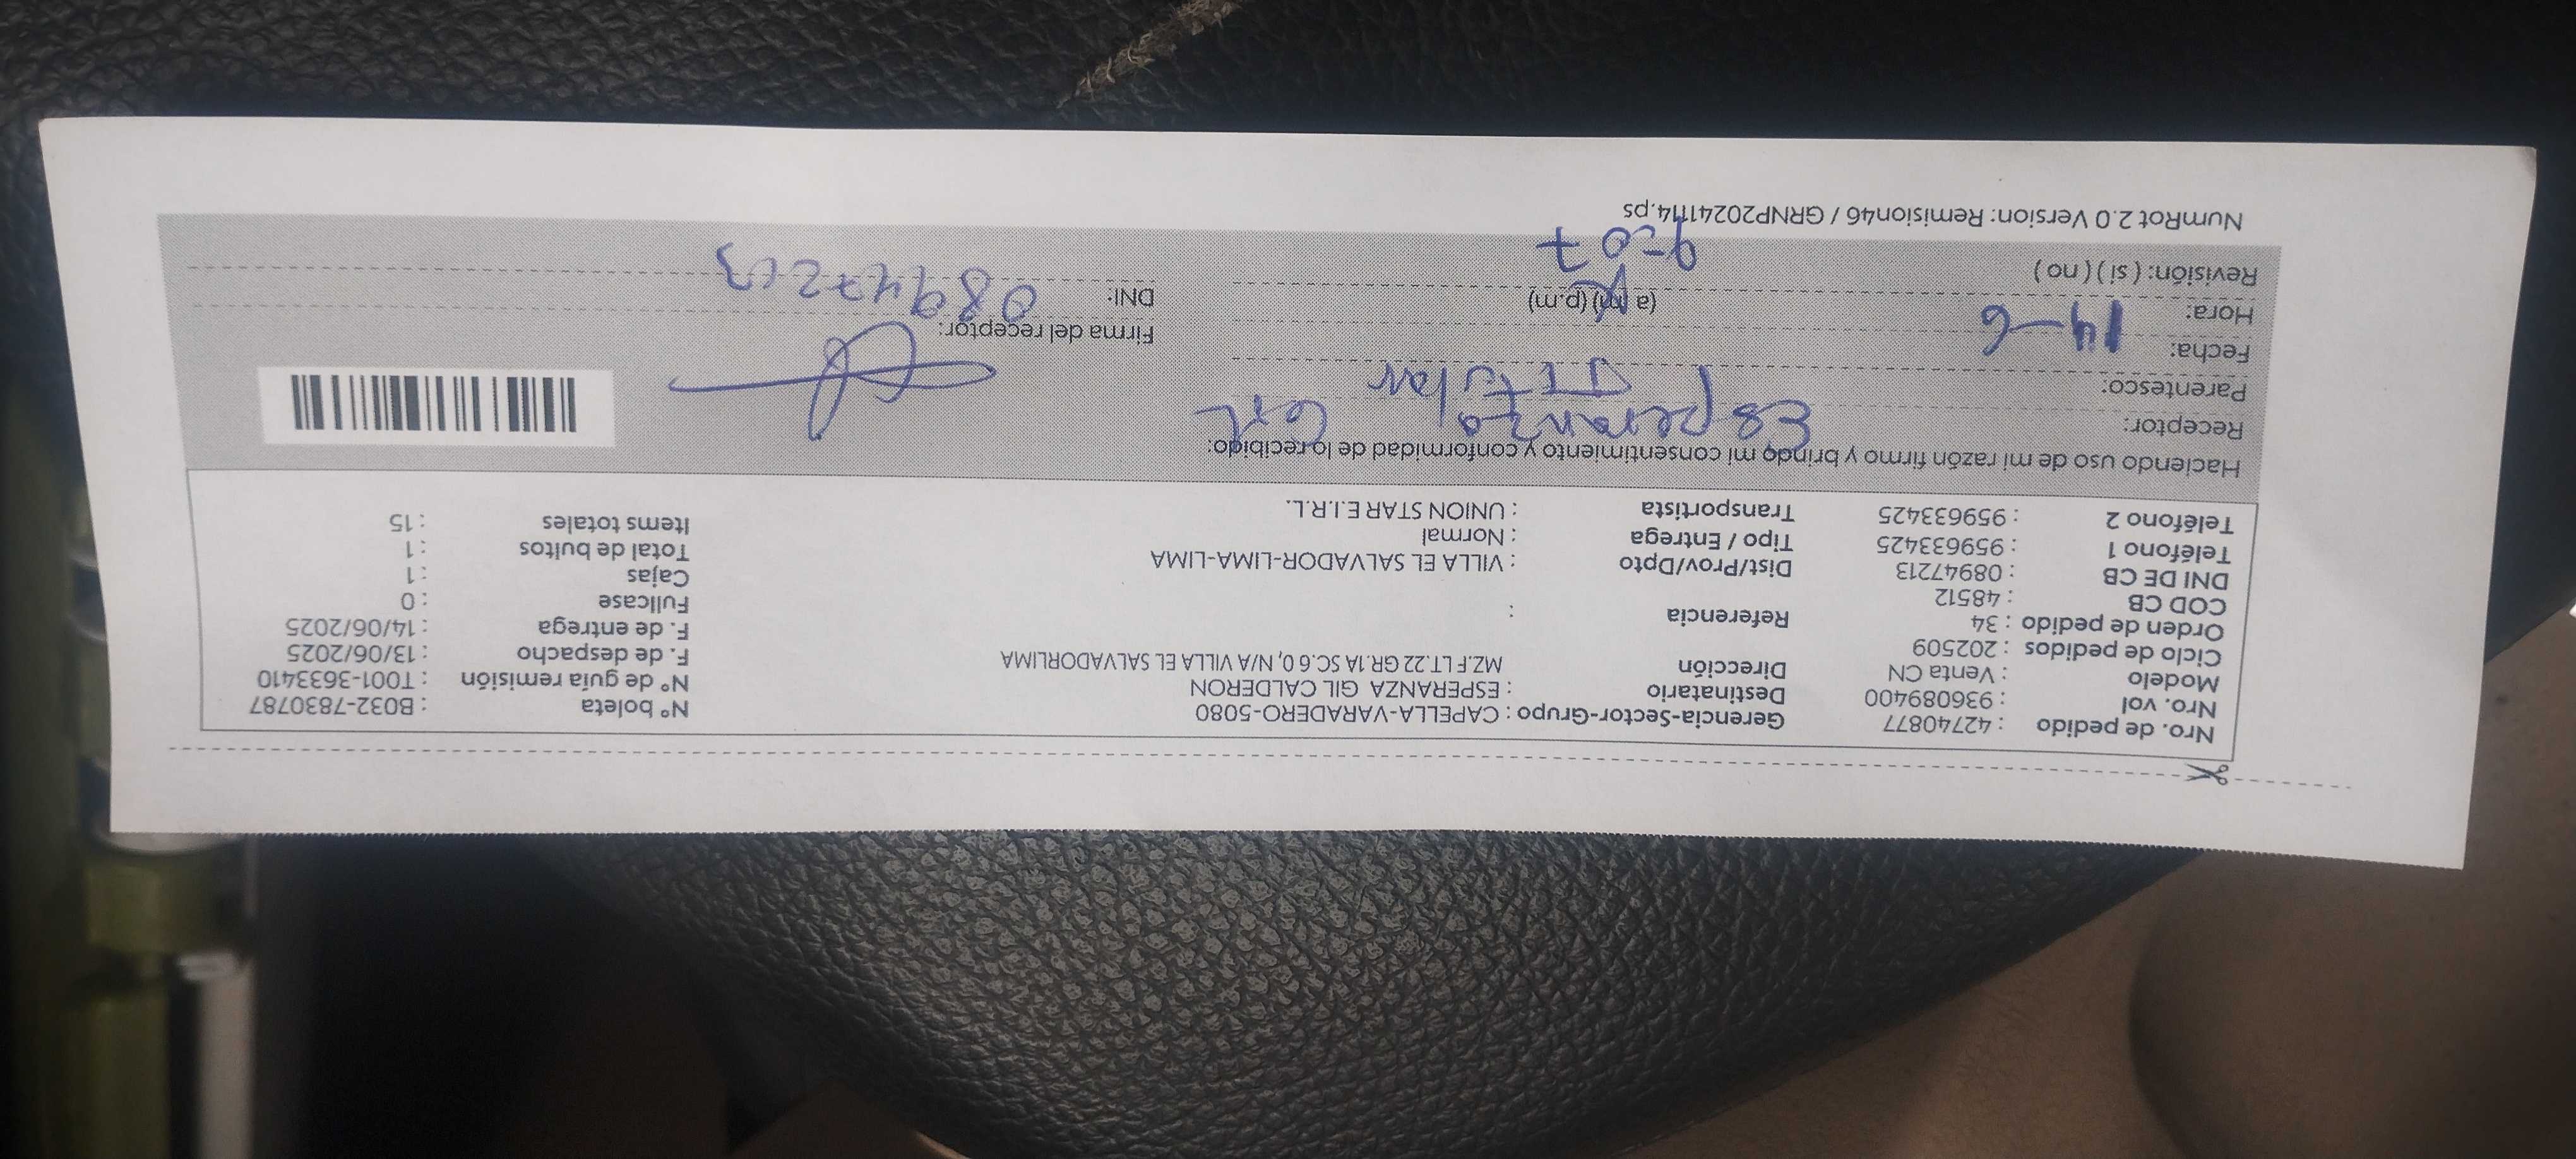 Nro. de pedido : 42740877 Gerencia-Sector-Grupo : CAPELLA-VARADERO-5080 N° boleta : B032-7830787
Nro. vol : 936089400 Destinatario : ESPERANZA GIL CALDERON N° de guía remisión : T001-3633410
Modelo : Venta CN Dirección MZ.F LT.22 GR.1A SC.6 0, N/A VILLA EL SALVADORLIMA F. de despacho : 13/06/2025
Ciclo de pedidos : 202509 F. de entrega : 14/06/2025
Orden de pedido : 34 Referencia : Fullcase : 0
COD CB : 48512 Cajas : 1
DNI DE CB : 08947213 Dist/Prov/Dpto : VILLA EL SALVADOR-LIMA-LIMA Total de bultos : 1
Teléfono 1 : 959633425 Tipo / Entrega : Normal Items totales : 15
Teléfono 2 : 959633425 Transportista : UNION STAR E.I.R.L.
Haciendo uso de mi razón firmo y brindo mi consentimiento y conformidad de lo recibido:
Receptor: Esperanza Gil
Parentesco: Titular
Fecha: 14-6 Firma del receptor:
Hora: (a.m) (p.m) DNI: 08947213
Revisión: ( si ) ( no ) 9=07
NumRot 2.0 Version: Remision46 / GRNP20241114.ps